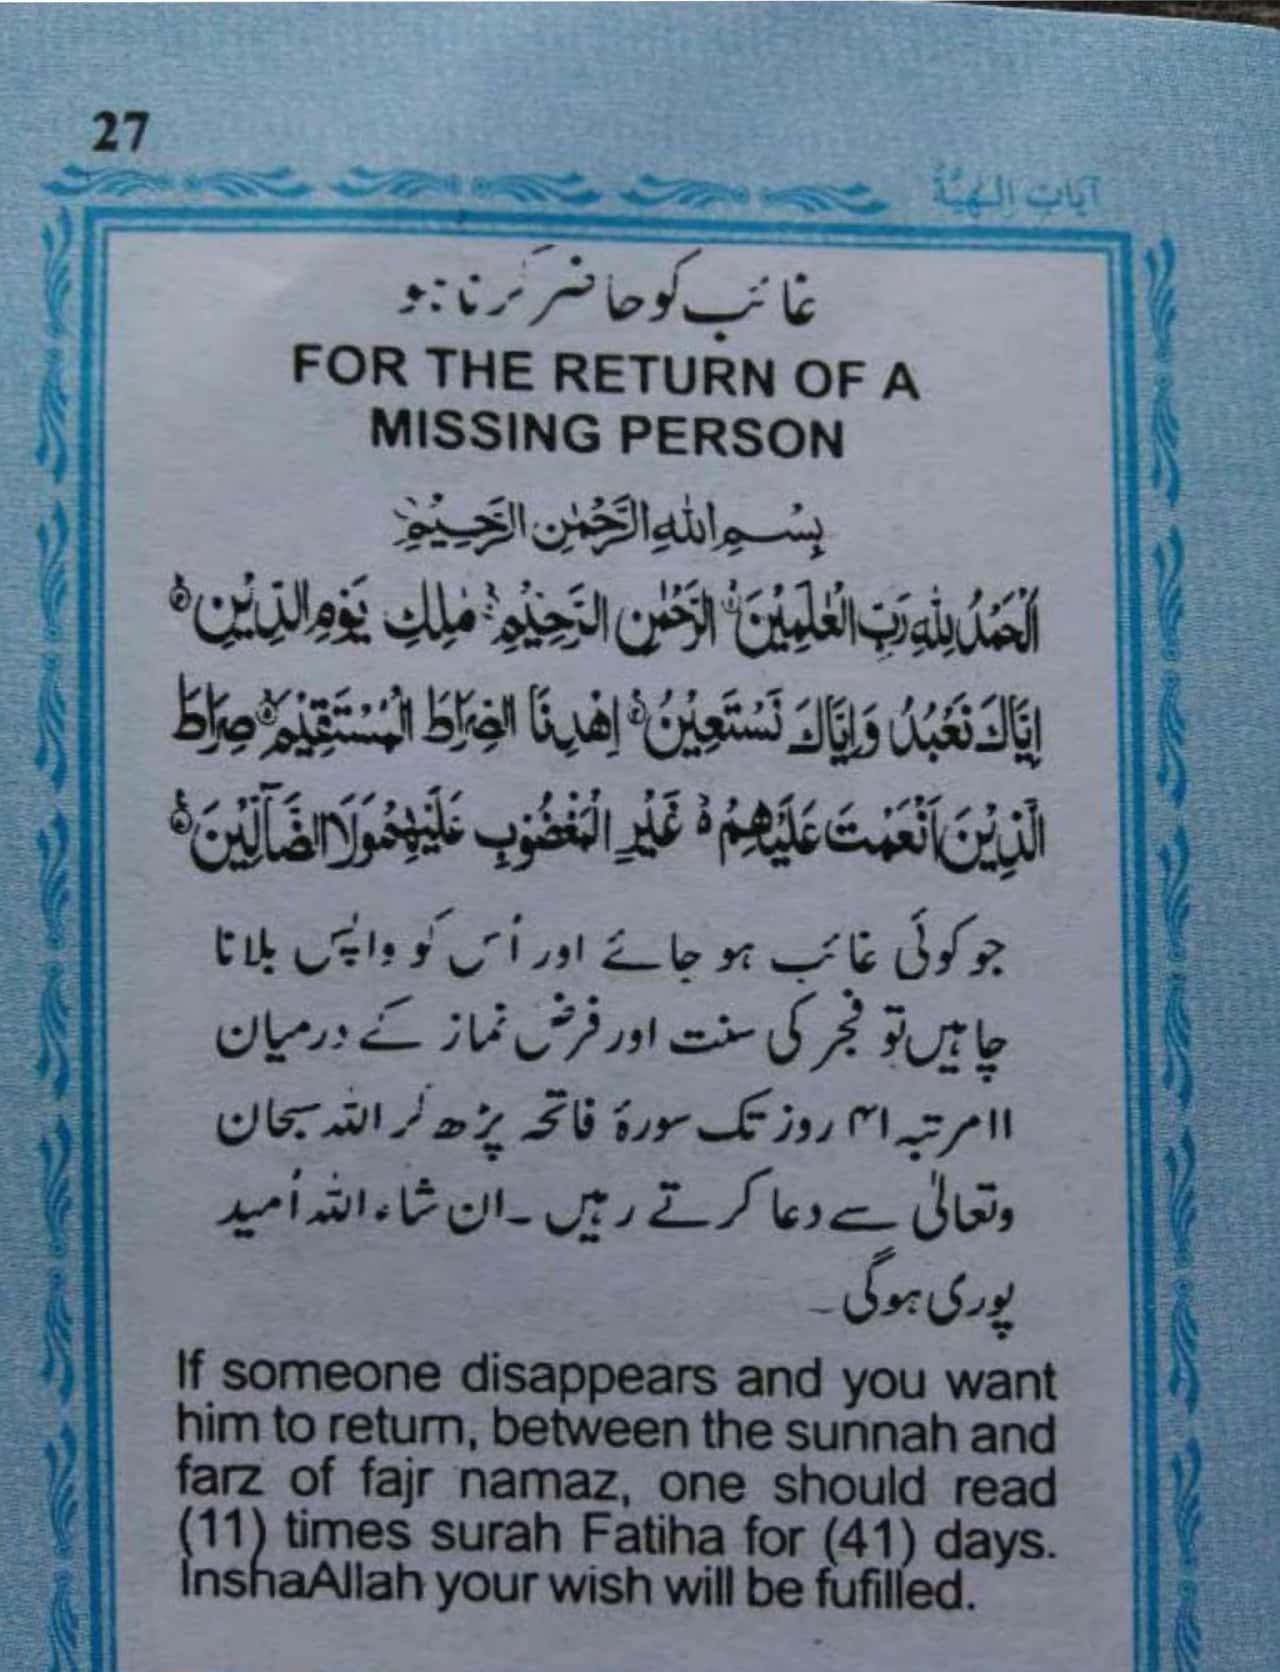 27
آیاتِ الٰہیہ
غائب کو حاضر کرنا ہو
FOR THE RETURN OF A
MISSING PERSON
بِسْمِ اللهِ الرَّحْمٰنِ الرَّحِيْمِ
اَلْحَمْدُ لِلّٰهِ رَبِّ الْعٰلَمِيْنَ ۙ الرَّحْمٰنِ الرَّحِيْمِ ۙ مٰلِكِ يَوْمِ الدِّيْنِ ؕ
اِيَّاكَ نَعْبُدُ وَاِيَّاكَ نَسْتَعِيْنُ ؕ اِهْدِنَا الصِّرَاطَ الْمُسْتَقِيْمَ ۙ صِرَاطَ
الَّذِيْنَ اَنْعَمْتَ عَلَيْهِمْ ۙ غَيْرِ الْمَغْضُوْبِ عَلَيْهِمْ وَلَا الضَّآلِّيْنَ ؕ
جو کوئی غائب ہو جائے اور اُس کو واپس بلانا
چاہیں تو فجر کی سنت اور فرض نماز کے درمیان
۱۱ مرتبہ ۴۱ روز تک سورۂ فاتحہ پڑھ کر اللہ سبحان
وتعالیٰ سے دعا کرتے رہیں ۔ ان شاء اللہ اُمید
پوری ہوگی ۔
If someone disappears and you want
him to return, between the sunnah and
farz of fajr namaz, one should read
(11) times surah Fatiha for (41) days.
InshaAllah your wish will be fufilled.